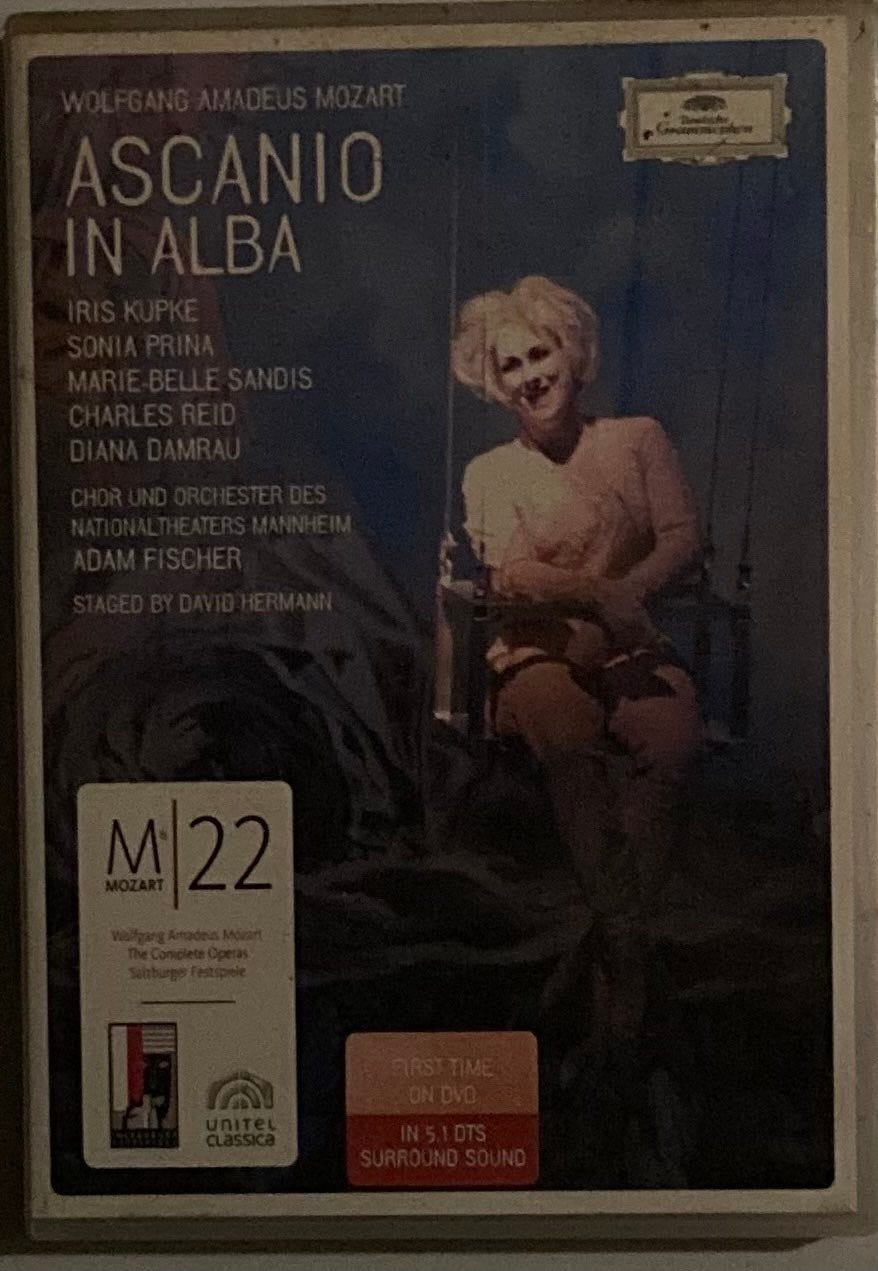 WOLFGANG AMADEUS MOZART
Deutsche
Grammophon
ASCANIO
IN ALBA
IRIS KUPKE
SONIA PRINA
MARIE-BELLE SANDIS
CHARLES REID
DIANA DAMRAU
CHOR UND ORCHESTER DES
NATIONALTHEATERS MANNHEIM
ADAM FISCHER
STAGED BY DAVID HERMANN
M|22
MOZART
Wolfgang Amadeus Mozart
The Complete Operas
Salzburger Festspiele
UNITEL
CLASSICA
FIRST TIME
ON DVD
IN 5.1 DTS
SURROUND SOUND